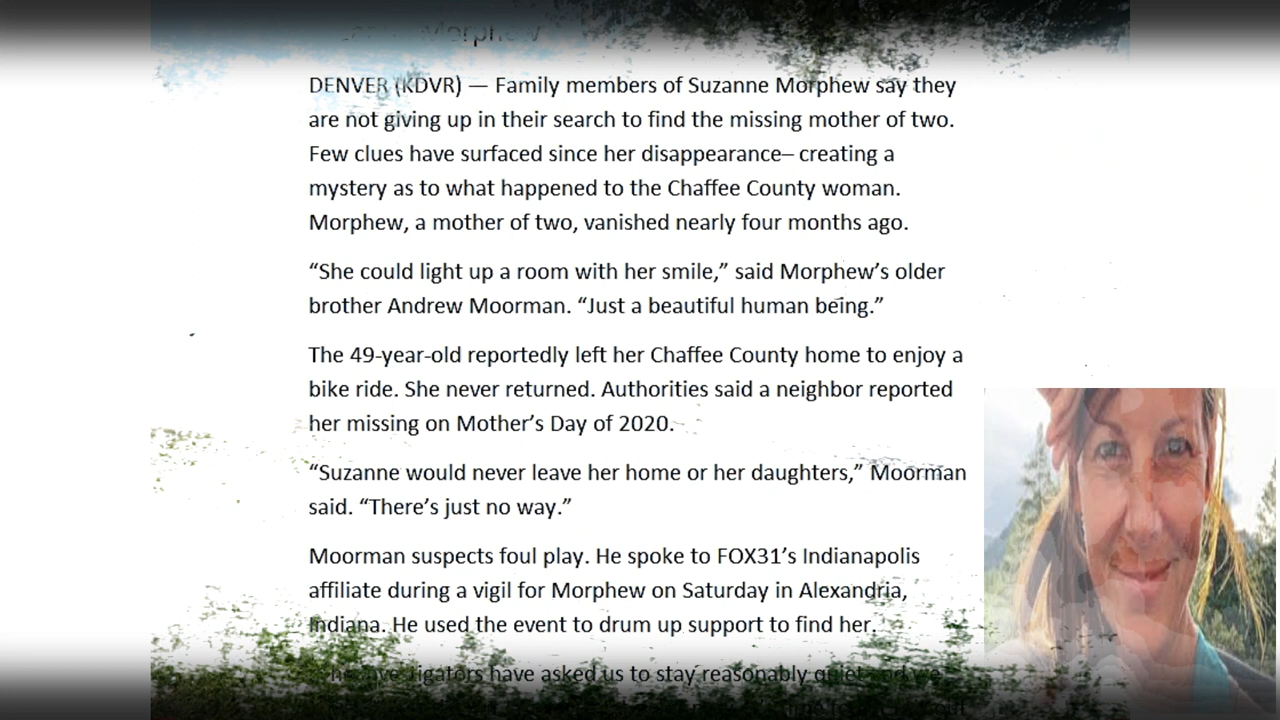 Morphew
DENVER (KDVR) — Family members of Suzanne Morphew say they
are not giving up in their search to find the missing mother of two.
Few clues have surfaced since her disappearance– creating a
mystery as to what happened to the Chaffee County woman.
Morphew, a mother of two, vanished nearly four months ago.
“She could light up a room with her smile,” said Morphew’s older
brother Andrew Moorman. “Just a beautiful human being.”
The 49-year-old reportedly left her Chaffee County home to enjoy a
bike ride. She never returned. Authorities said a neighbor reported
her missing on Mother’s Day of 2020.
“Suzanne would never leave her home or her daughters,” Moorman
said. “There’s just no way.”
Moorman suspects foul play. He spoke to FOX31’s Indianapolis
affiliate during a vigil for Morphew on Saturday in Alexandria,
Indiana. He used the event to drum up support to find her.
have asked us to stay reasonably quiet